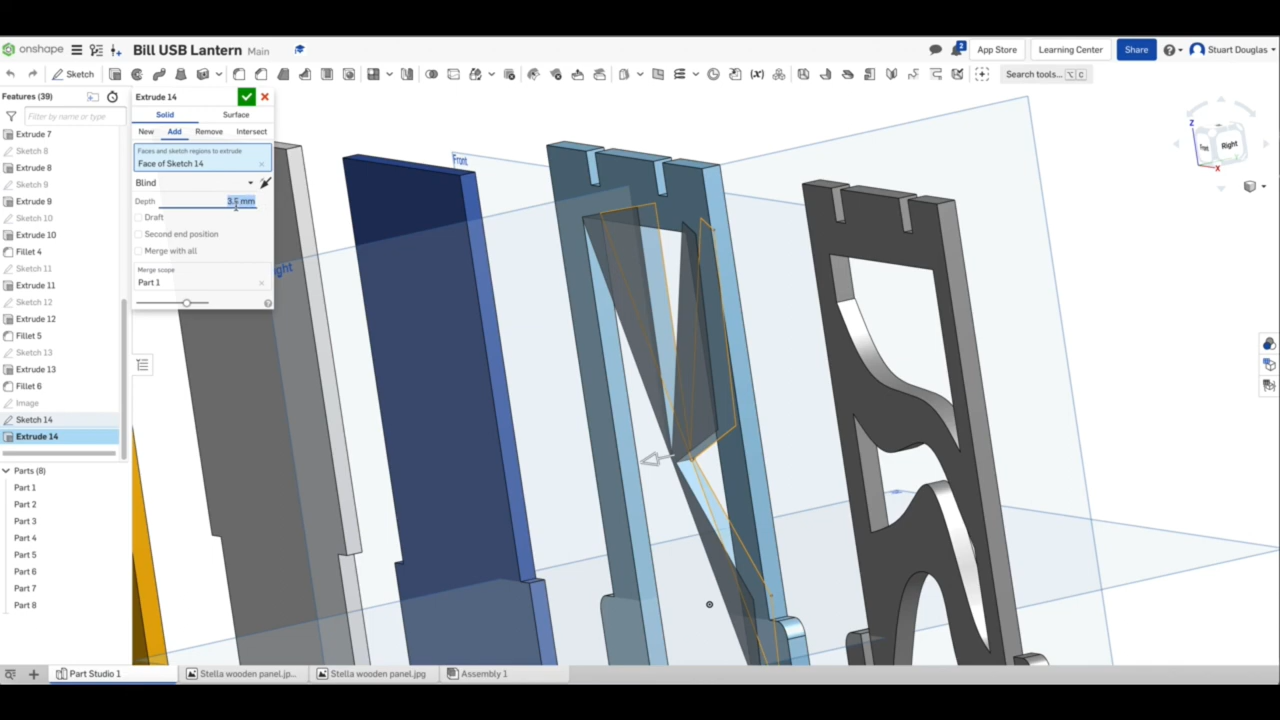 onshape Bill USB Lantern Main 2 App Store Learning Center Share Stuart Douglas
Sketch (x) Search tools... ⌥ C
Features (39)
Filter by name or type
Extrude 7
Sketch 8
Extrude 8
Sketch 9
Extrude 9
Sketch 10
Extrude 10
Fillet 4
Sketch 11
Extrude 11
Sketch 12
Extrude 12
Fillet 5
Sketch 13
Extrude 13
Fillet 6
Image
Sketch 14
Extrude 14
Parts (8)
Part 1
Part 2
Part 3
Part 4
Part 5
Part 6
Part 7
Part 8
Extrude 14
Solid Surface
New Add Remove Intersect
Faces and sketch regions to extrude
Face of Sketch 14
Blind
Depth mm
Draft
Second end position
Merge with all
Merge scope
Part 1
Front
ght
Z
Front Right
X
Part Studio 1 Stella wooden panel.jp... Stella wooden panel.jpg Assembly 1